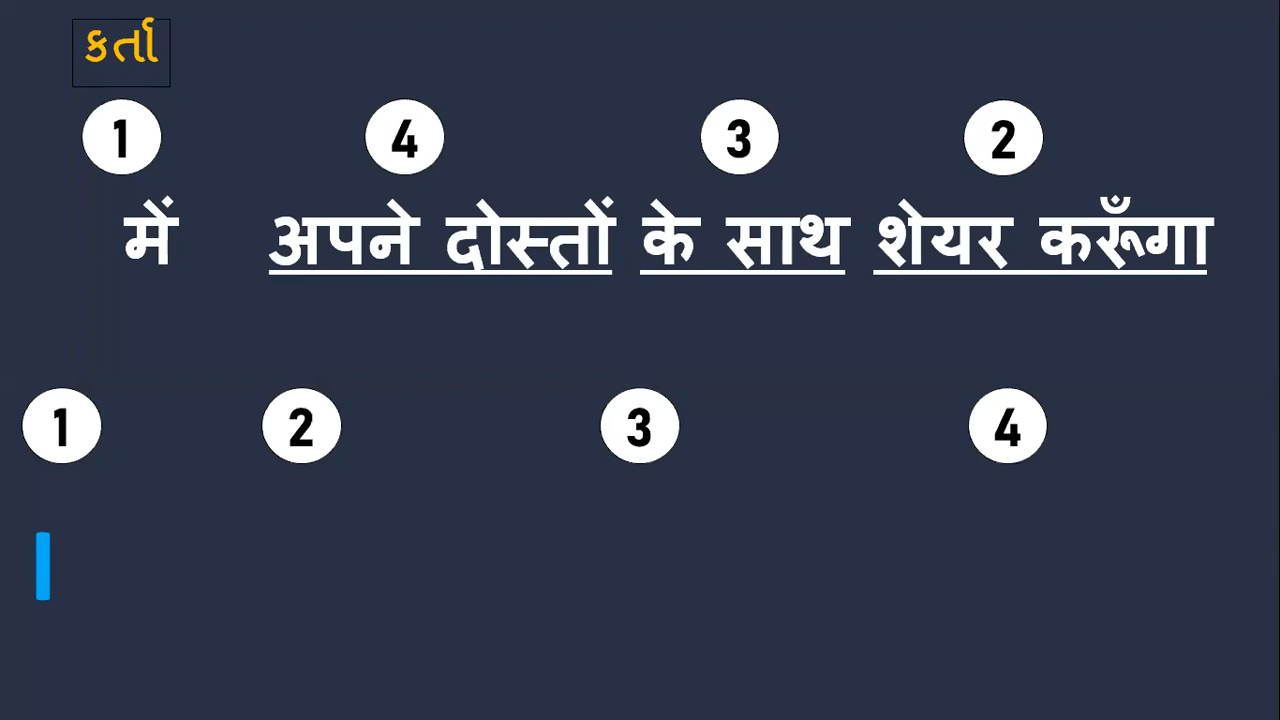 કર્તા
1 4 3 2
में अपने दोस्तों के साथ शेयर करूँगा
1 2 3 4
I